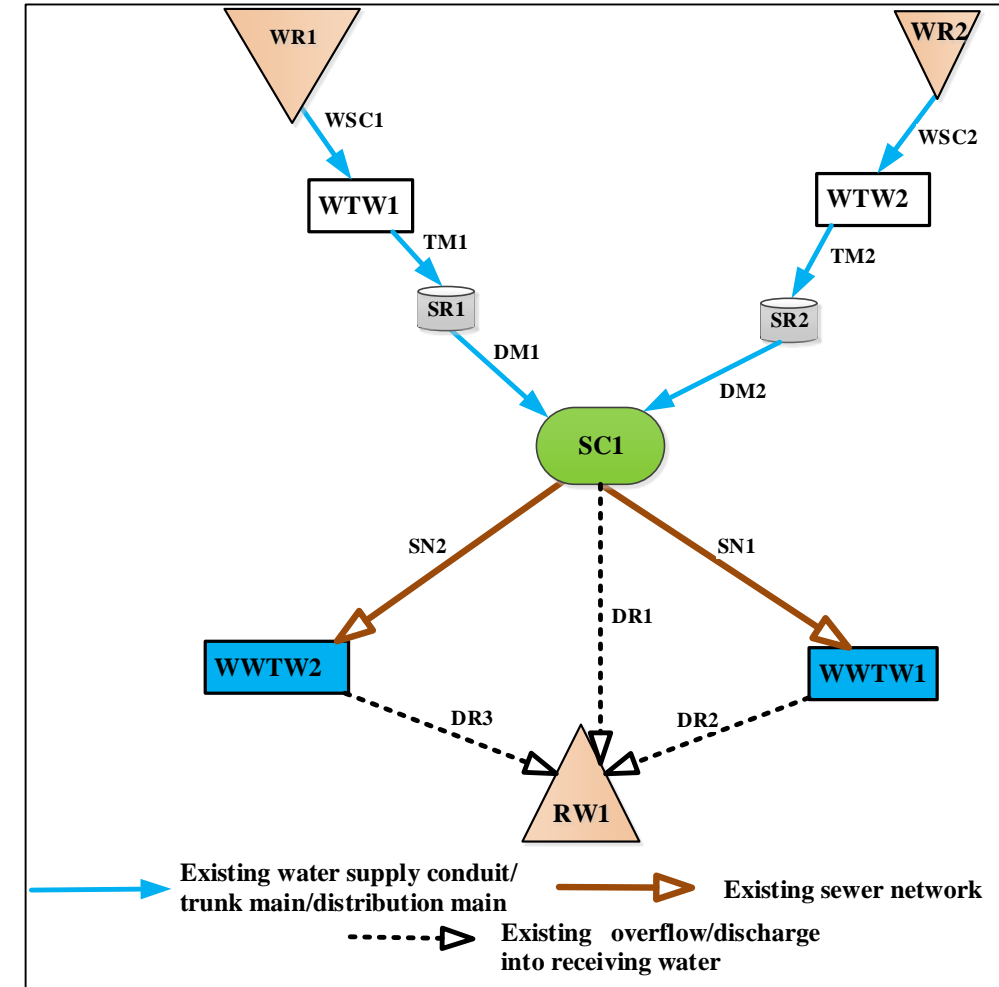 WR1
WR2
WSC1
WSC2
WTW1
WTW2
TM1
TM2
SR1
SR2
DM1
DM2
SC1
SN2
SN1
DR1
WWTW2
WWTW1
DR3
DR2
RW1
Existing water supply conduit/
trunk main/distribution main
Existing sewer network
Existing overflow/discharge
into receiving water